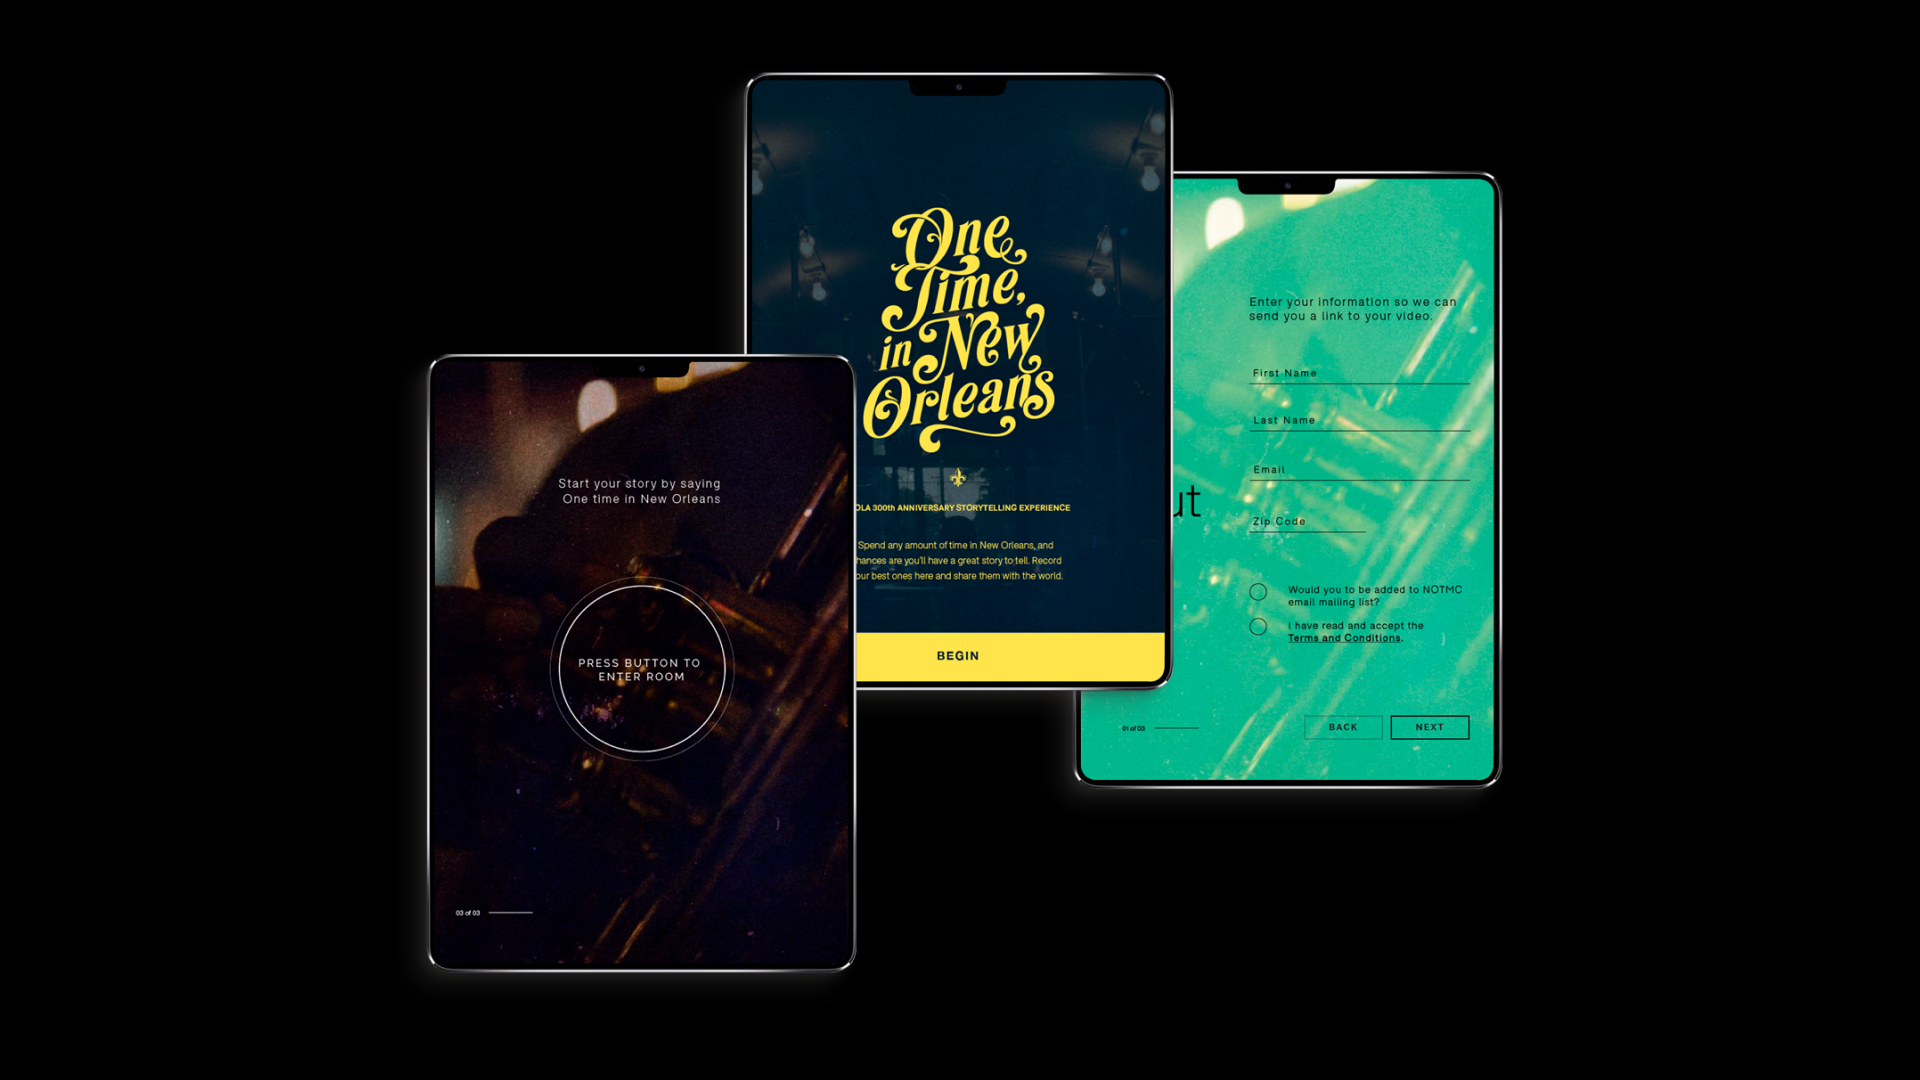 Start your story by saying
One time in New Orleans
PRESS BUTTON TO
ENTER ROOM
03 of 03
One
Time,
in New
Orleans
OLA 300th ANNIVERSARY STORYTELLING EXPERIENCE
Spend any amount of time in New Orleans, and
hances are you'll have a great story to tell. Record
our best ones here and share them with the world.
BEGIN
ut
Enter your information so we can
send you a link to your video.
First Name
Last Name
Email
Zip Code
Would you to be added to NOTMC
email mailing list?
I have read and accept the
Terms and Conditions.
01 of 03
BACK
NEXT